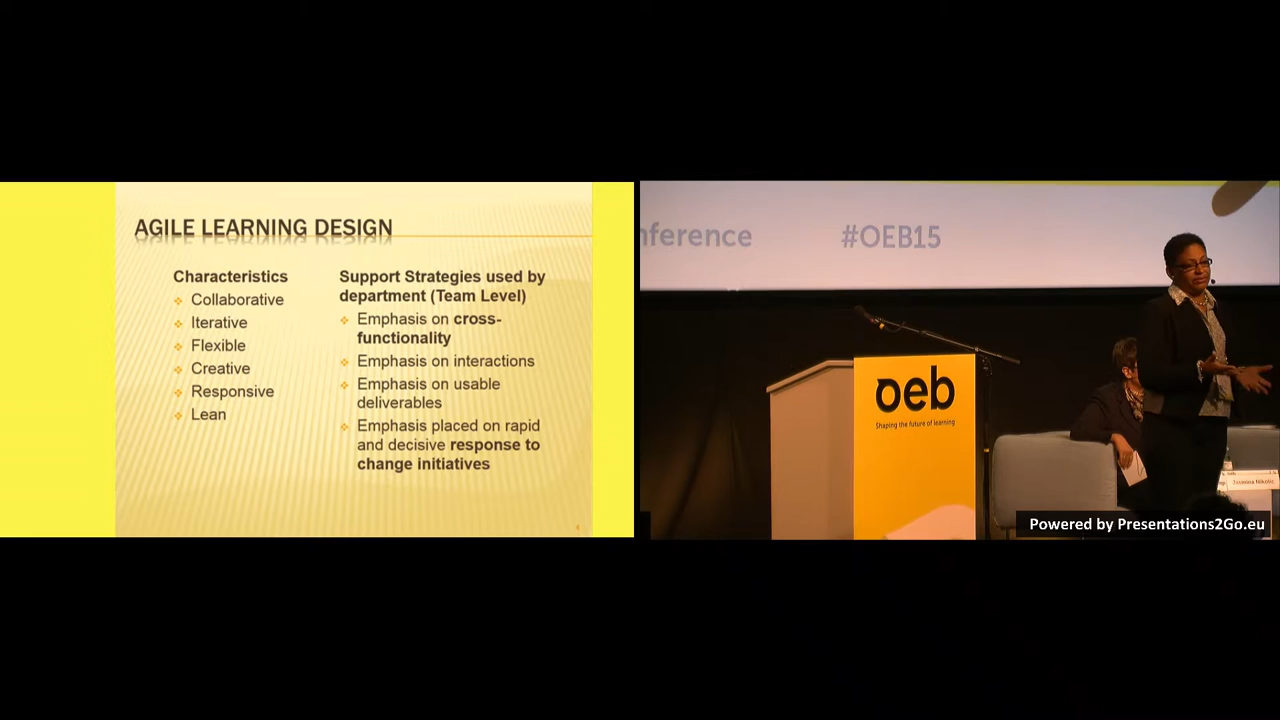 AGILE LEARNING DESIGN
Characteristics
Collaborative
Iterative
Flexible
Creative
Responsive
Lean
Support Strategies used by
department (Team Level)
Emphasis on cross-
functionality
Emphasis on interactions
Emphasis on usable
deliverables
Emphasis placed on rapid
and decisive response to
change initiatives
nference
#OEB15
oeb
Shaping the future of learning
Jasmina Nikolic
Powered by Presentations2Go.eu